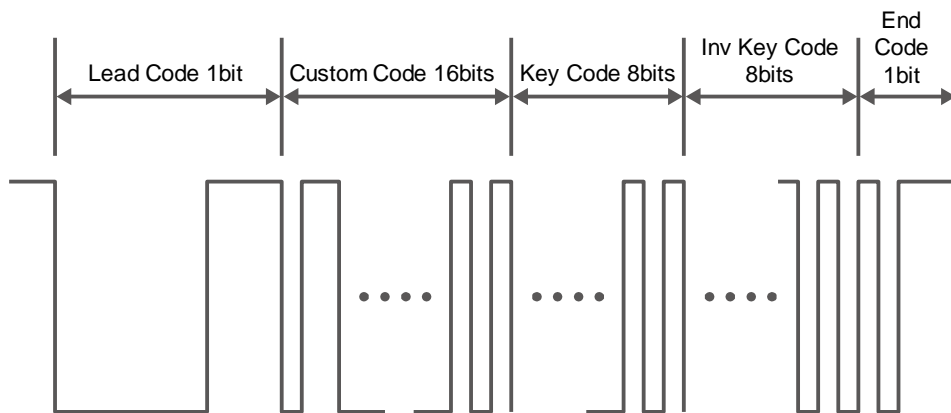 Lead Code 1bit
Custom Code 16bits
Key Code 8bits
Inv Key Code
8bits
End
Code
1bit